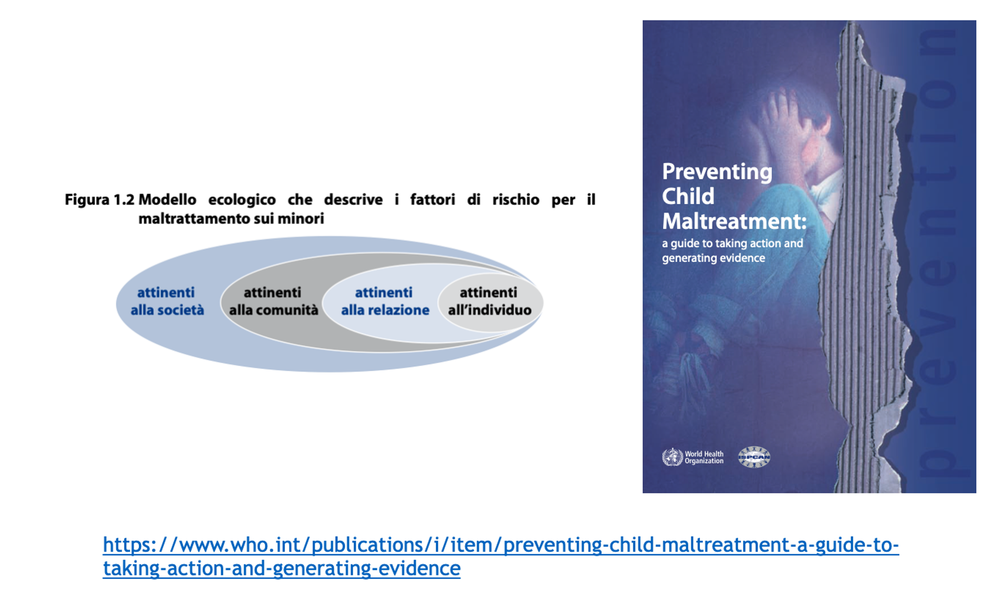 Figura 1.2 Modello ecologico che descrive i fattori di rischio per il
maltrattamento sui minori
attinenti
alla società
attinenti
alla comunità
attinenti
alla relazione
attinenti
all'individuo
Preventing
Child
Maltreatment:
a guide to taking action and
generating evidence
World Health
Organization
ISPCAN
prevention
https://www.who.int/publications/i/item/preventing-child-maltreatment-a-guide-to-
taking-action-and-generating-evidence